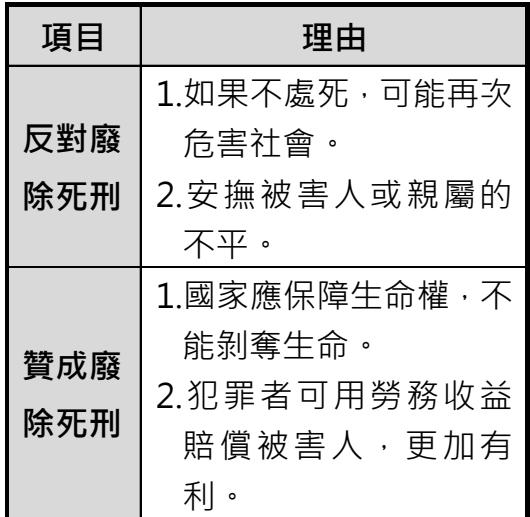 項目 理由
反對廢
除死刑
1.如果不處死，可能再次
危害社會。
2.安撫被害人或親屬的
不平。
贊成廢
除死刑
1.國家應保障生命權，不
能剝奪生命。
2.犯罪者可用勞務收益
賠償被害人，更加有
利。